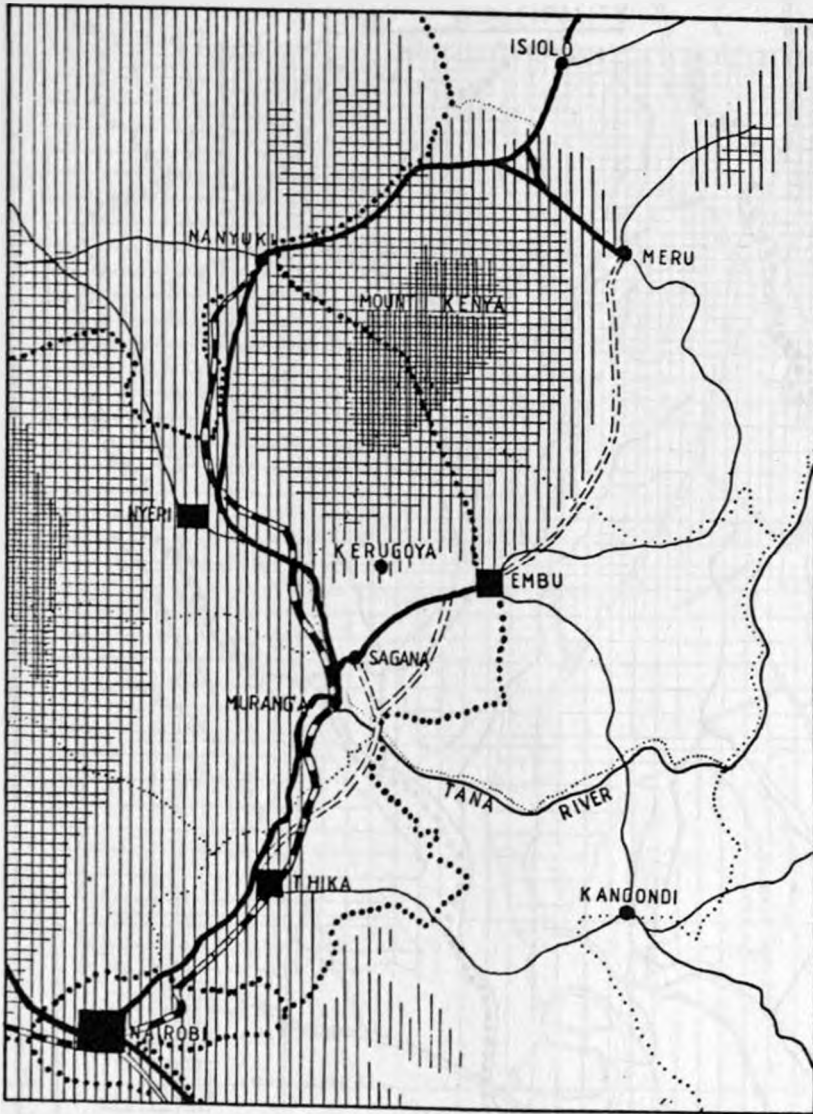 ISIOLO
NANYUKI
MERU
MOUNT KENYA
NYERI
KERUGOYA
EMBU
SAGANA
MURANG'A
TANA RIVER
THIKA
KANGONDI
NAIROBI